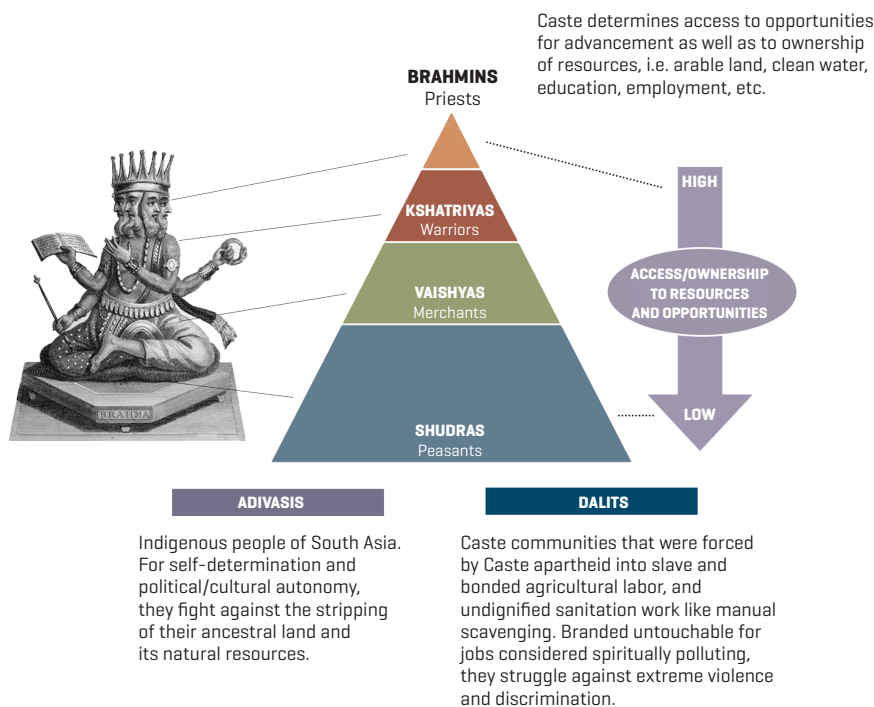 Caste determines access to opportunities
for advancement as well as to ownership
of resources, i.e. arable land, clean water,
education, employment, etc.
BRAHMINS
Priests
HIGH
KSHATRIYAS
Warriors
ACCESS/OWNERSHIP
TO RESOURCES
AND OPPORTUNITIES
VAISHYAS
Merchants
BRAHMA
LOW
SHUDRAS
Peasants
ADIVASIS
Indigenous people of South Asia.
For self-determination and
political/cultural autonomy,
they fight against the stripping
of their ancestral land and
its natural resources.
DALITS
Caste communities that were forced
by Caste apartheid into slave and
bonded agricultural labor, and
undignified sanitation work like manual
scavenging. Branded untouchable for
jobs considered spiritually polluting,
they struggle against extreme violence
and discrimination.